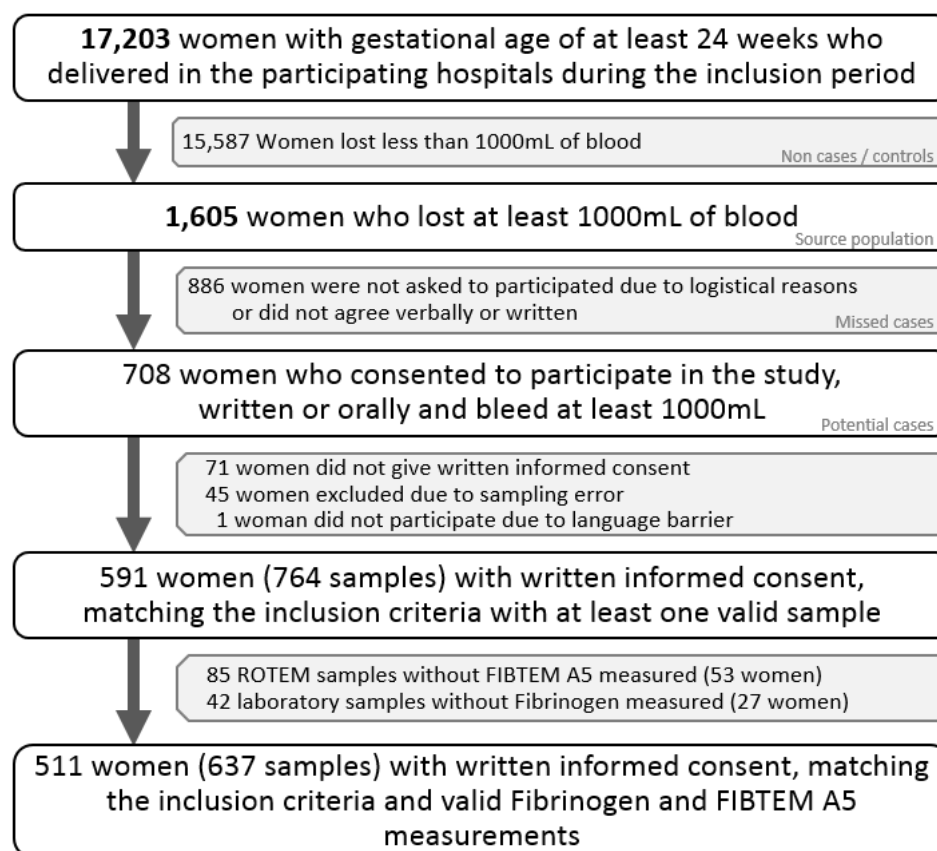 17,203 women with gestational age of at least 24 weeks who
delivered in the participating hospitals during the inclusion period
15,587 Women lost less than 1000mL of blood
Non cases / controls
1,605 women who lost at least 1000mL of blood
Source population
886 women were not asked to participated due to logistical reasons
or did not agree verbally or written
Missed cases
708 women who consented to participate in the study,
written or orally and bleed at least 1000mL
Potential cases
71 women did not give written informed consent
45 women excluded due to sampling error
1 woman did not participate due to language barrier
591 women (764 samples) with written informed consent,
matching the inclusion criteria with at least one valid sample
85 ROTEM samples without FIBTEM A5 measured (53 women)
42 laboratory samples without Fibrinogen measured (27 women)
511 women (637 samples) with written informed consent, matching
the inclusion criteria and valid Fibrinogen and FIBTEM A5
measurements